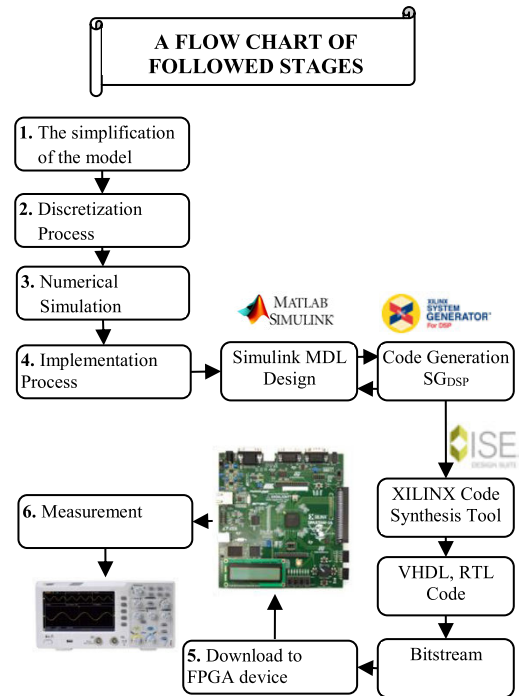 A FLOW CHART OF
FOLLOWED STAGES
1. The simplification
of the model
2. Discretization
Process
3. Numerical
Simulation
4. Implementation
Process
MATLAB
SIMULINK
Simulink MDL
Design
XILINX
SYSTEM
GENERATOR
For DSP
Code Generation
SGDSP
ISE
DESIGN SUITE
XILINX Code
Synthesis Tool
VHDL, RTL
Code
Bitstream
5. Download to
FPGA device
6. Measurement